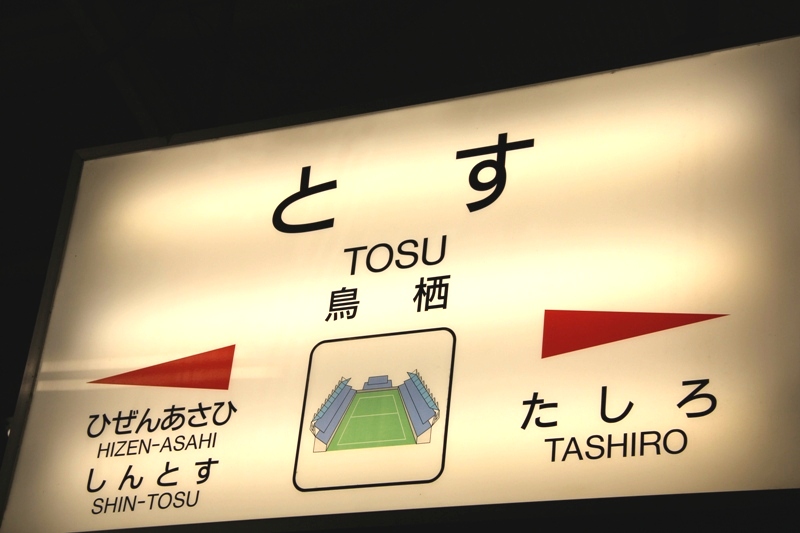 とす
TOSU
鳥栖
ひぜんあさひ
HIZEN-ASAHI
しんとす
SHIN-TOSU
たしろ
TASHIRO